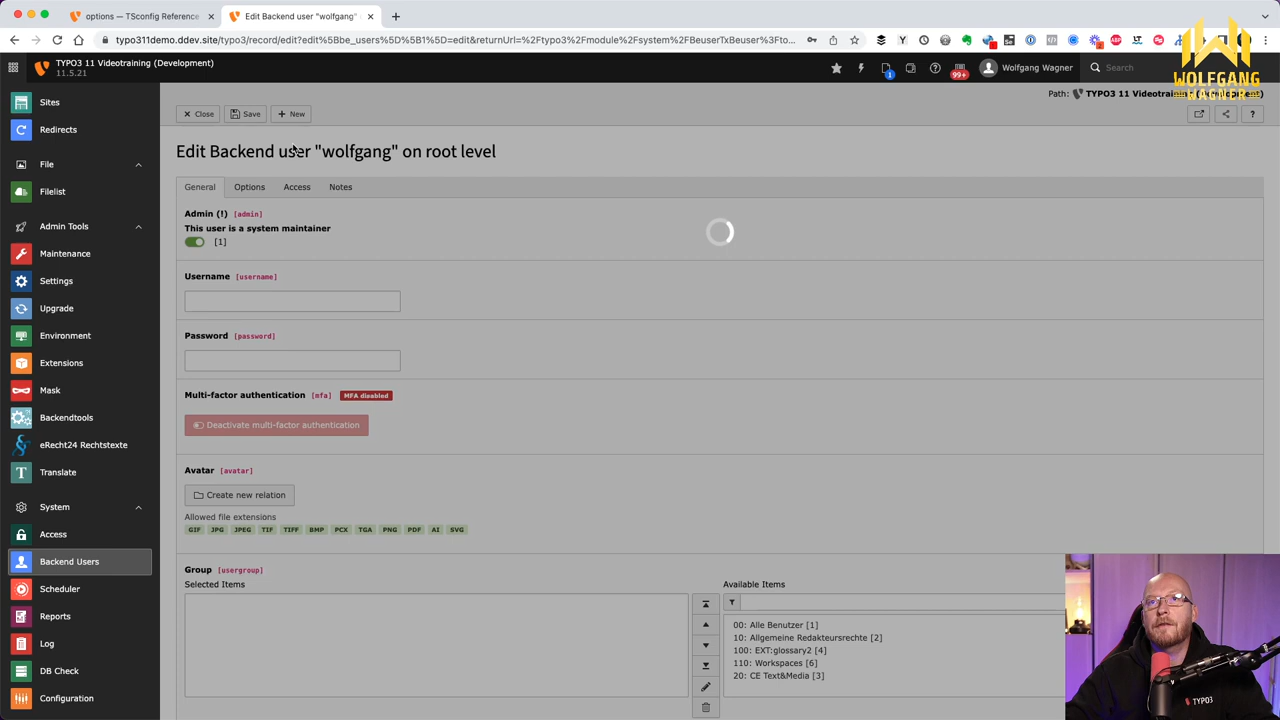 options — TSconfig Reference
Edit Backend user "wolfgang"
typo311demo.ddev.site/typo3/record/edit?edit%5Bbe_users%5D%5B1%5D=edit&returnUrl=%2Ftypo3%2Fmodule%2Fsystem%2FBeuserTxBeuser%3Fto...
TYPO3 11 Videotraining (Development)
11.5.21
1
99+
Wolfgang Wagner
Search
WOLFGANG
WAGNER
Path: TYPO3 11 Videotraining
Sites
Redirects
File
Filelist
Admin Tools
Maintenance
Settings
Upgrade
Environment
Extensions
Mask
Backendtools
eRecht24 Rechtstexte
Translate
System
Access
Backend Users
Scheduler
Reports
Log
DB Check
Configuration
Close
Save
New
?
Edit Backend user "wolfgang" on root level
General
Options
Access
Notes
Admin (!) [admin]
This user is a system maintainer
[1]
Username [username]
Password [password]
Multi-factor authentication [mfa] MFA disabled
Deactivate multi-factor authentication
Avatar [avatar]
Create new relation
Allowed file extensions
GIF JPG JPEG TIF TIFF BMP PCX TGA PNG PDF AI SVG
Group [usergroup]
Selected Items
Available Items
00: Alle Benutzer [1]
10: Allgemeine Redakteursrechte [2]
100: EXT:glossary2 [4]
110: Workspaces [6]
20: CE Text&Media [3]
TYPO3